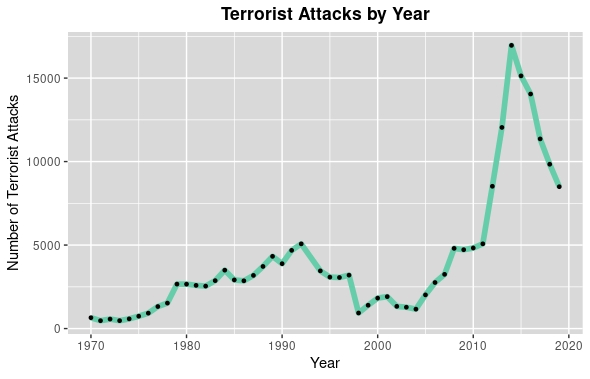 Terrorist Attacks by Year
Number of Terrorist Attacks
15000
10000
5000
0
1970 1980 1990 2000 2010 2020
Year